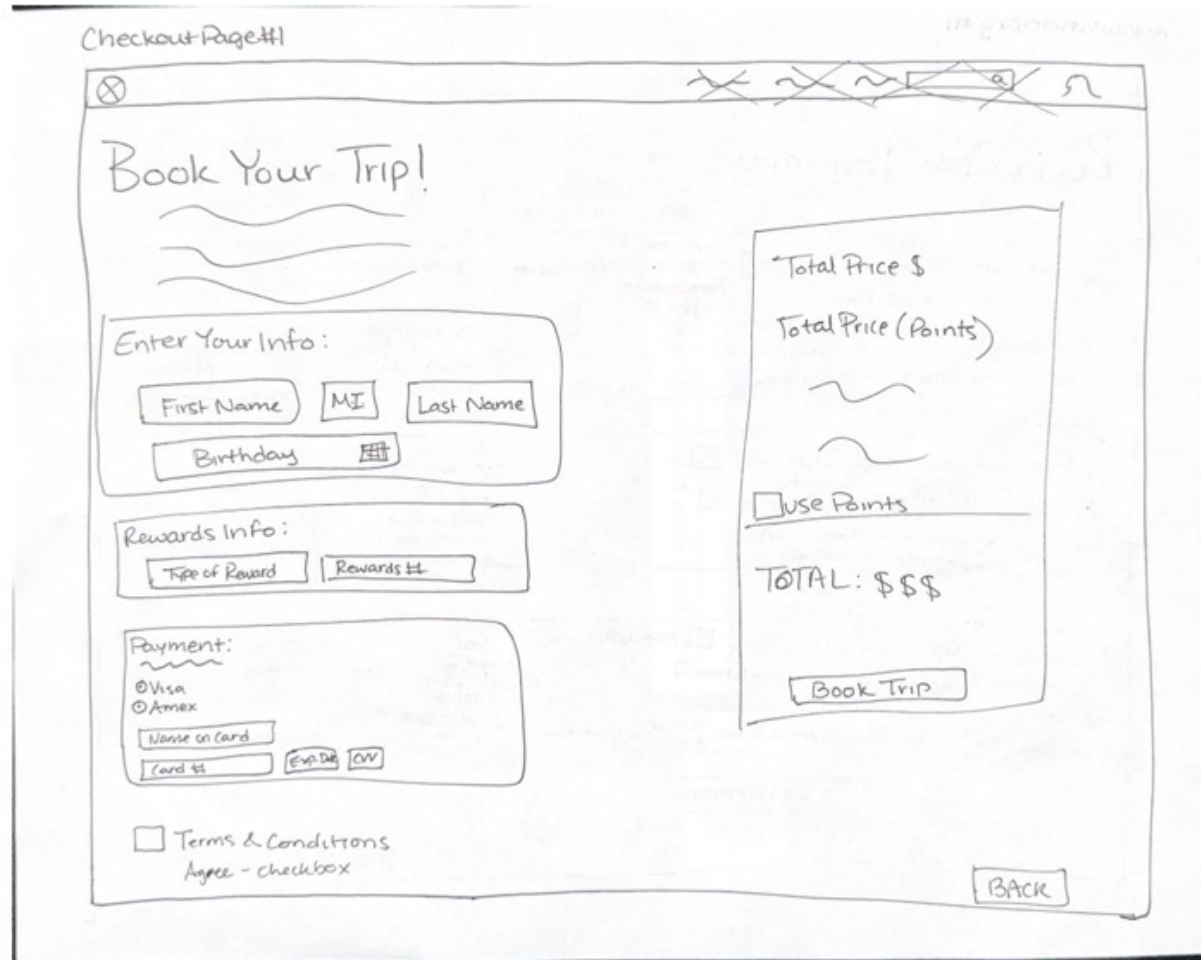 Checkout Page #1
Book Your Trip!
Enter Your Info:
First Name MI Last Name
Birthday
Rewards Info:
Type of Reward Rewards #
Payment:
Visa
Amex
Name on Card
Card # Exp. Date CVV
Terms & Conditions
Agree - checkbox
Total Price $
Total Price (Points)
use Points
TOTAL: $$$
Book Trip
BACK